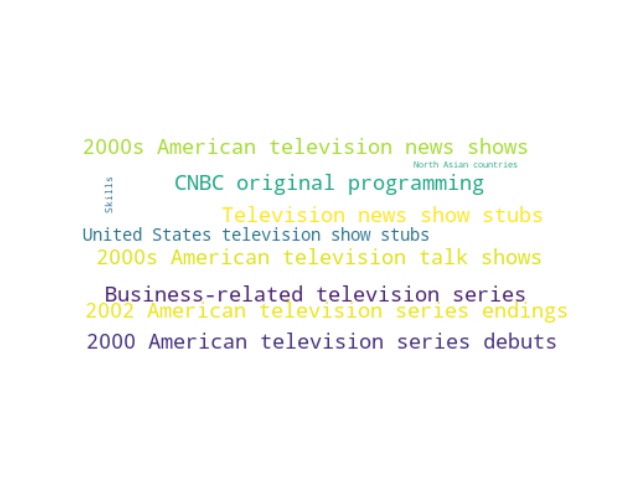 2000s American television news shows
North Asian countries
Skills
CNBC original programming
Television news show stubs
United States television show stubs
2000s American television talk shows
Business-related television series
2002 American television series endings
2000 American television series debuts